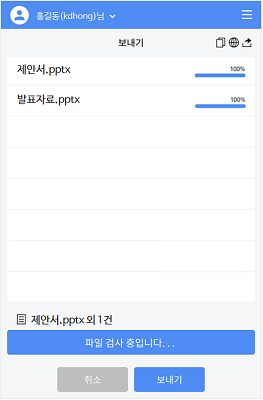 홍길동(kdhong)님
보내기
제안서.pptx
100%
발표자료.pptx
100%
제안서.pptx 외 1건
파일 검사 중입니다. . .
취소
보내기